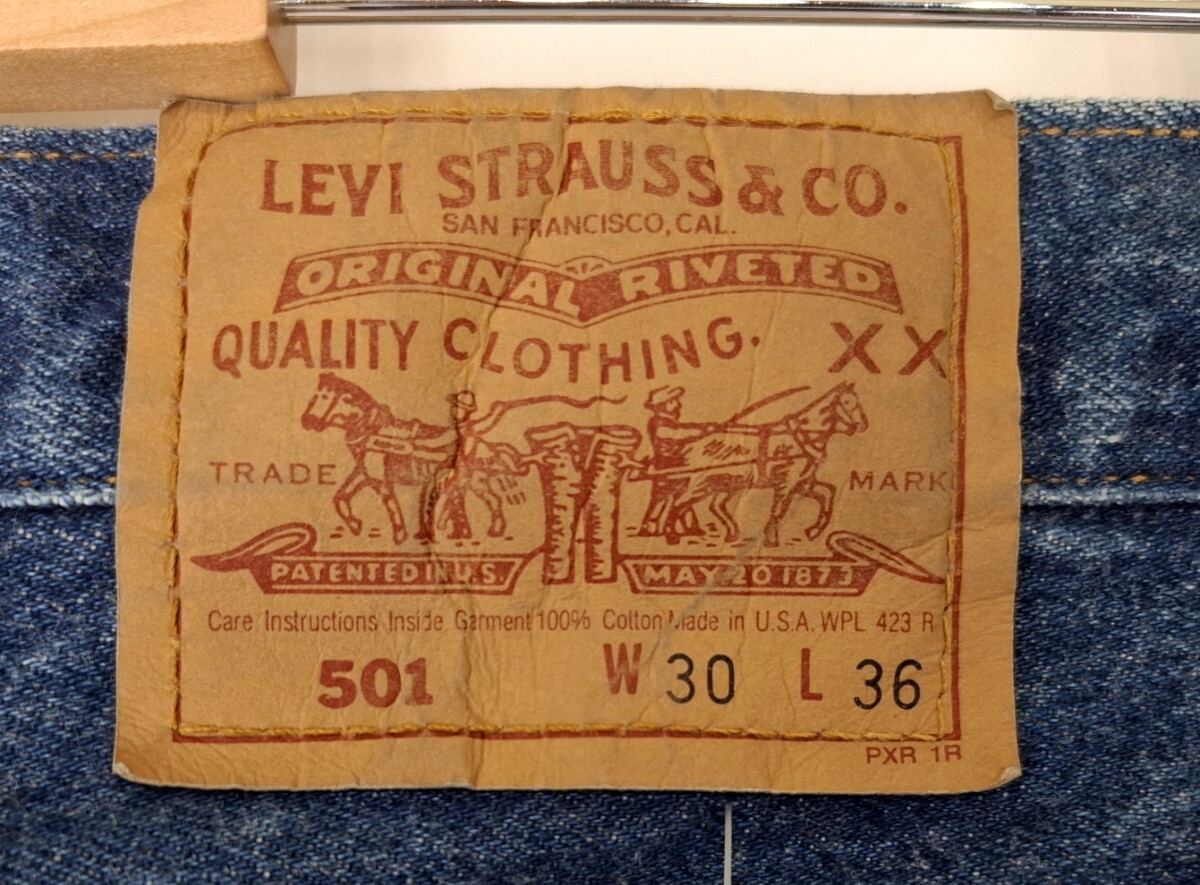 LEVI STRAUSS & CO.
SAN FRANCISCO, CAL.
ORIGINAL RIVETED
QUALITY CLOTHING. XX
TRADE MARK
PATENTED IN U.S. MAY 20 1873
Care Instructions Inside Garment 100% Cotton Made in U.S.A. WPL 423 R
501 W 30 L 36
PXR 1R